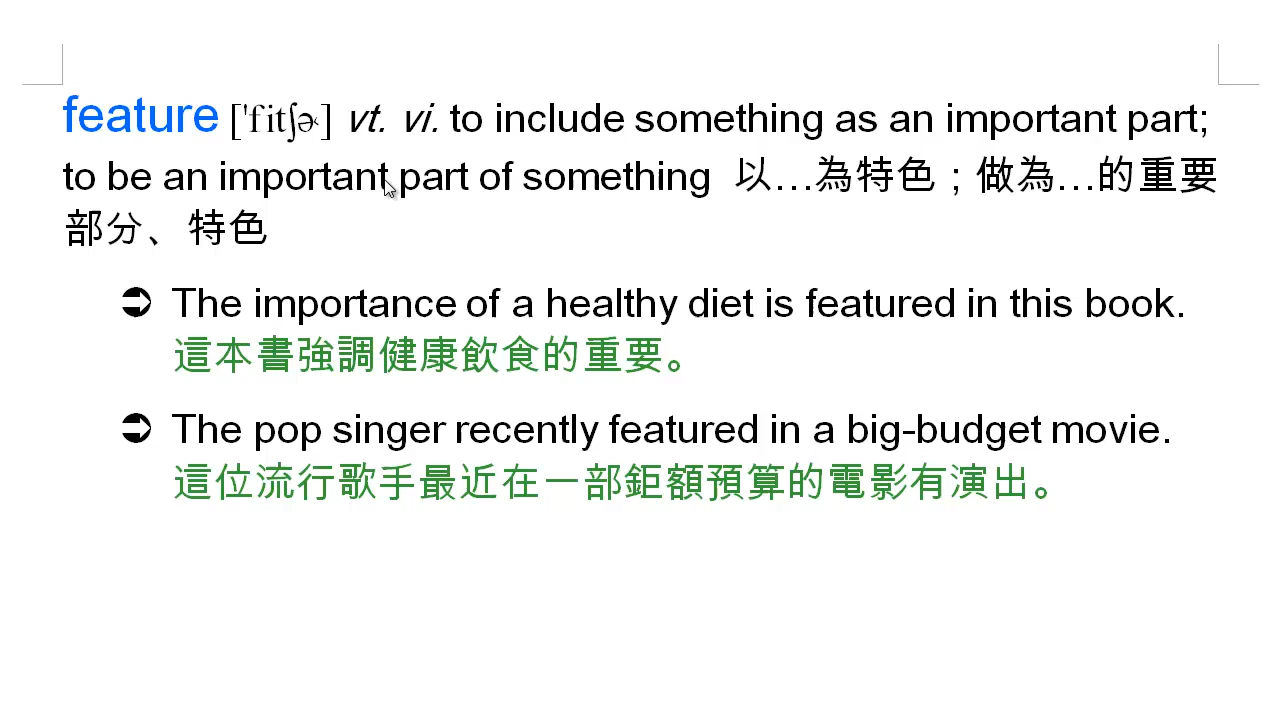 feature [ˈfitʃɚ] vt. vi. to include something as an important part;
to be an important part of something 以…為特色；做為…的重要
部分、特色
➲ The importance of a healthy diet is featured in this book.
這本書強調健康飲食的重要。
➲ The pop singer recently featured in a big-budget movie.
這位流行歌手最近在一部鉅額預算的電影有演出。